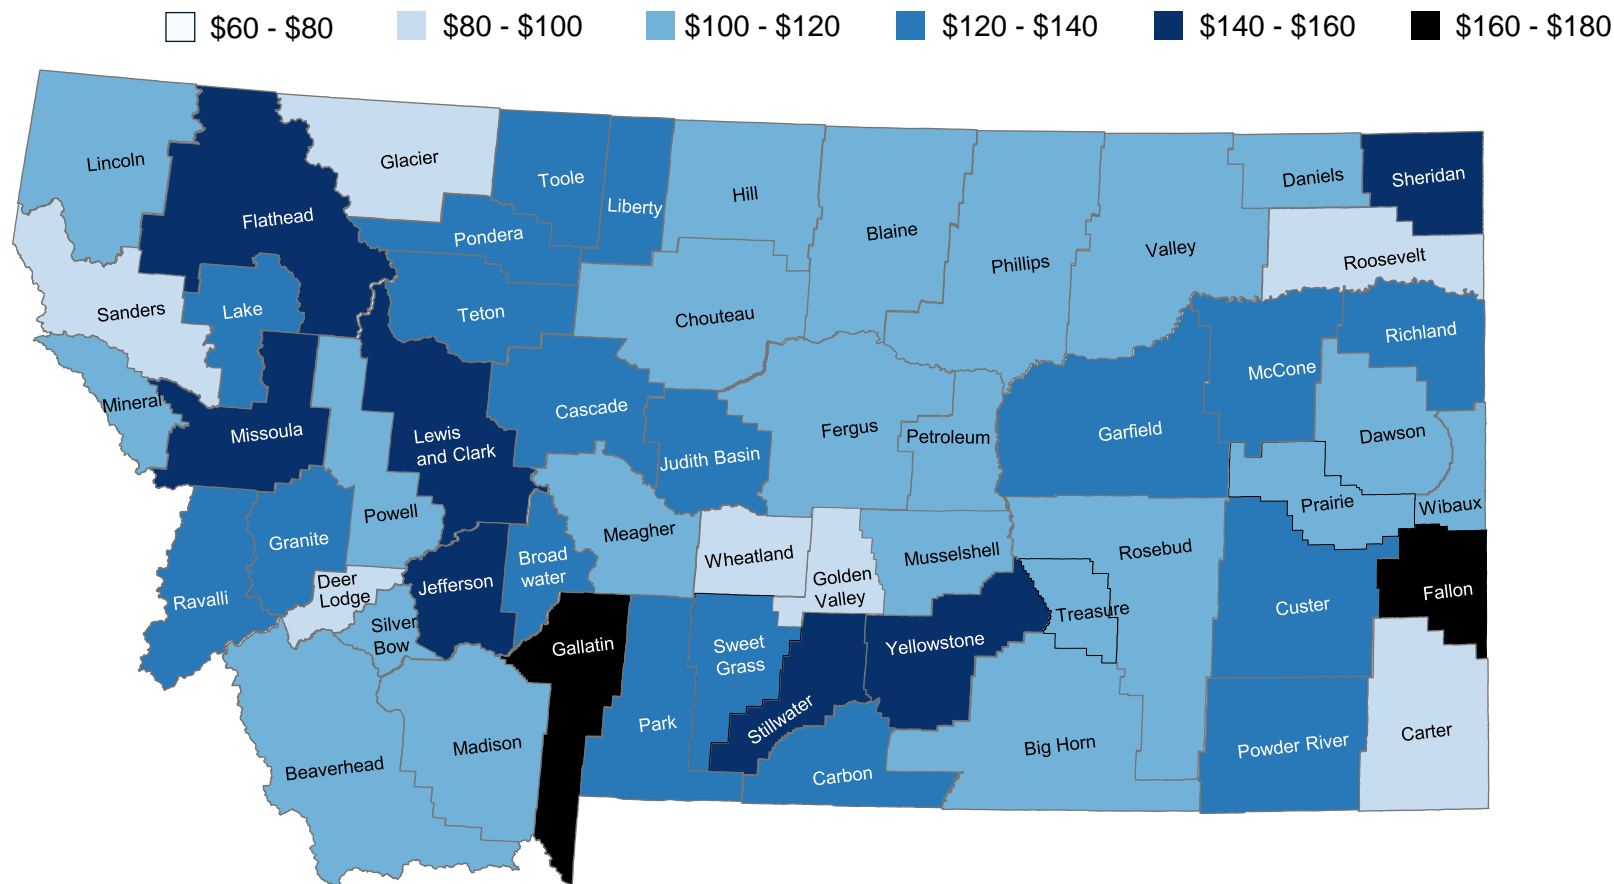 $60 - $80
$80 - $100
$100 - $120
$120 - $140
$140 - $160
$160 - $180
Lincoln
Flathead
Glacier
Toole
Liberty
Hill
Blaine
Phillips
Valley
Daniels
Sheridan
Roosevelt
Pondera
Sanders
Lake
Teton
Chouteau
McCone
Richland
Mineral
Missoula
Lewis
and Clark
Cascade
Judith Basin
Fergus
Petroleum
Garfield
Dawson
Prairie
Wibaux
Powell
Granite
Meagher
Broad
water
Wheatland
Golden
Valley
Musselshell
Rosebud
Treasure
Custer
Fallon
Ravalli
Deer
Lodge
Jefferson
Silver
Bow
Gallatin
Sweet
Grass
Yellowstone
Park
Stillwater
Carbon
Big Horn
Powder River
Carter
Madison
Beaverhead